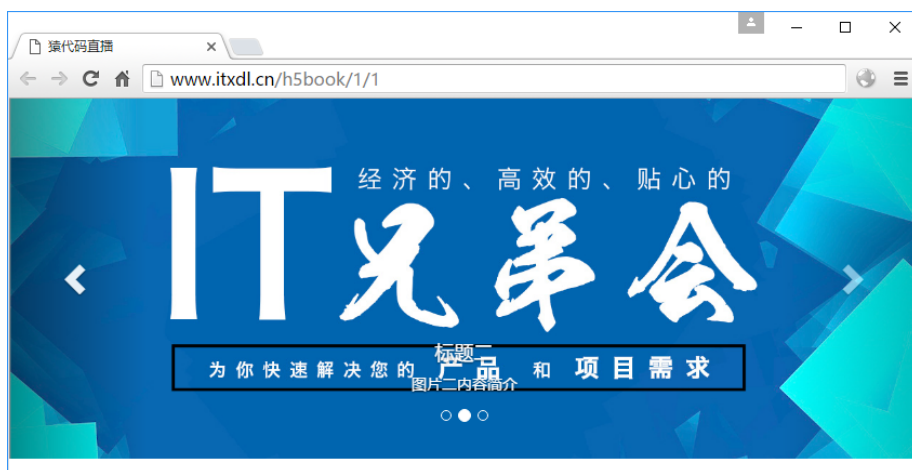 猿代码直播
www.itxdl.cn/h5book/1/1
经济的、高效的、贴心的
IT兄弟会
标题二
为你快速解决您的 产品 和 项目需求
图片二内容简介